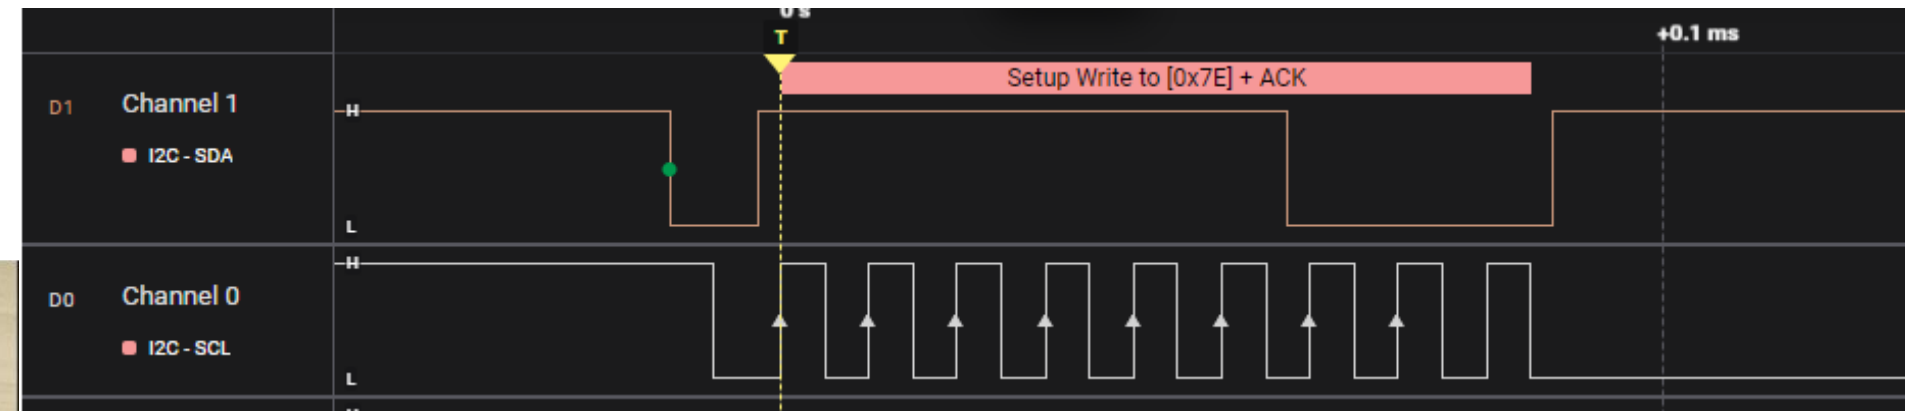 0 s
T
+0.1 ms
Setup Write to [0x7E] + ACK
D1
Channel 1
H
I2C - SDA
L
H
D0
Channel 0
I2C - SCL
L